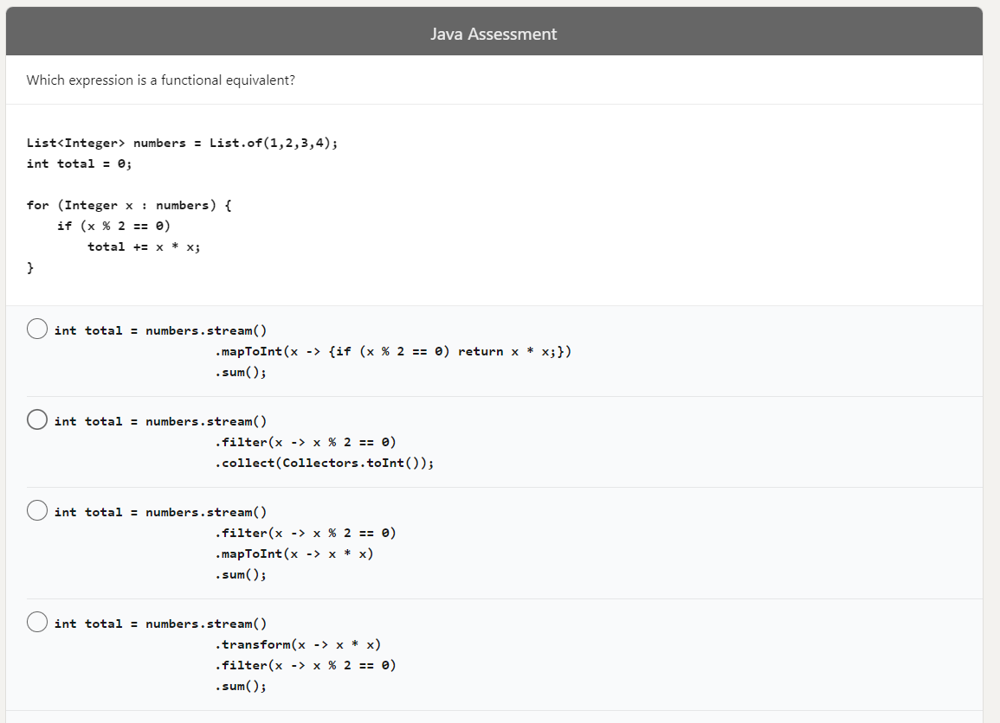 Java Assessment
Which expression is a functional equivalent?
List<Integer> numbers = List.of(1,2,3,4);
int total = 0;
for (Integer x : numbers) {
    if (x % 2 == 0)
        total += x * x;
}
int total = numbers.stream()
                     .mapToInt(x -> {if (x % 2 == 0) return x * x;})
                     .sum();
int total = numbers.stream()
                     .filter(x -> x % 2 == 0)
                     .collect(Collectors.toInt());
int total = numbers.stream()
                     .filter(x -> x % 2 == 0)
                     .mapToInt(x -> x * x)
                     .sum();
int total = numbers.stream()
                     .transform(x -> x * x)
                     .filter(x -> x % 2 == 0)
                     .sum();